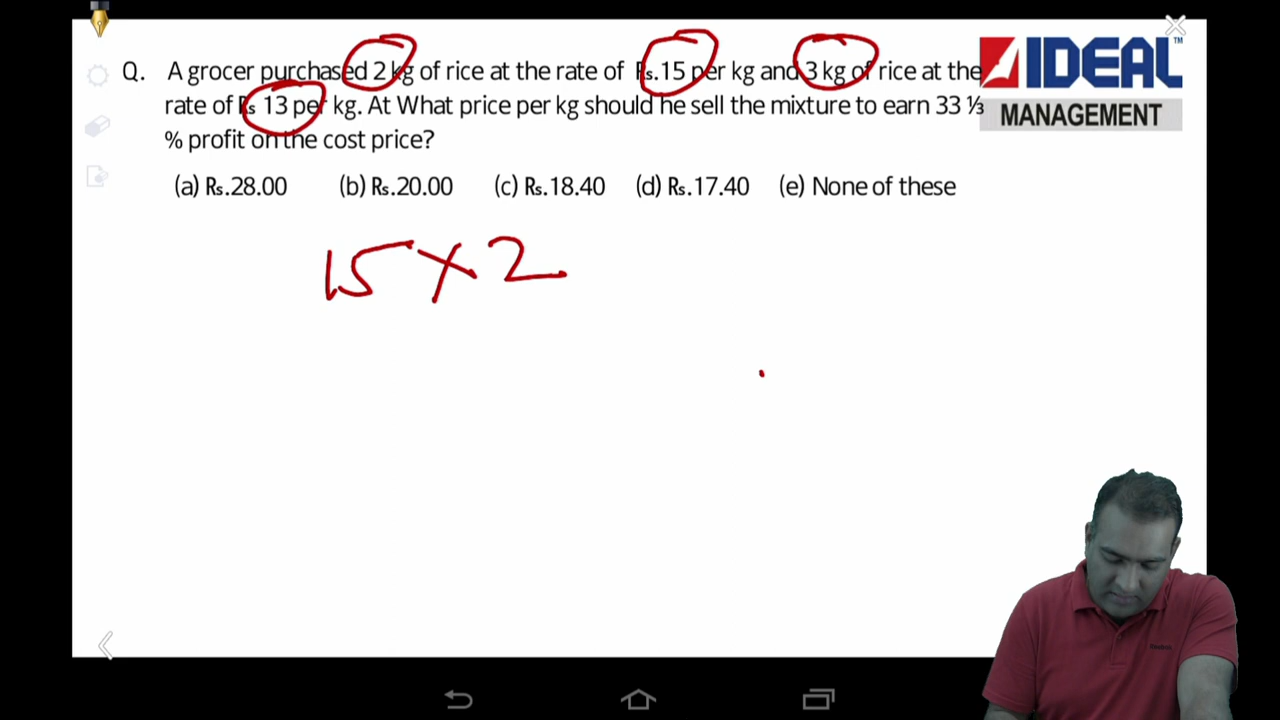 Q. A grocer purchased 2 kg of rice at the rate of Rs.15 per kg and 3 kg of rice at the
rate of Rs 13 per kg. At What price per kg should he sell the mixture to earn 33 ⅓
% profit on the cost price?
(a) Rs.28.00 (b) Rs.20.00 (c) Rs.18.40 (d) Rs.17.40 (e) None of these
IDEAL™
MANAGEMENT
15 × 2